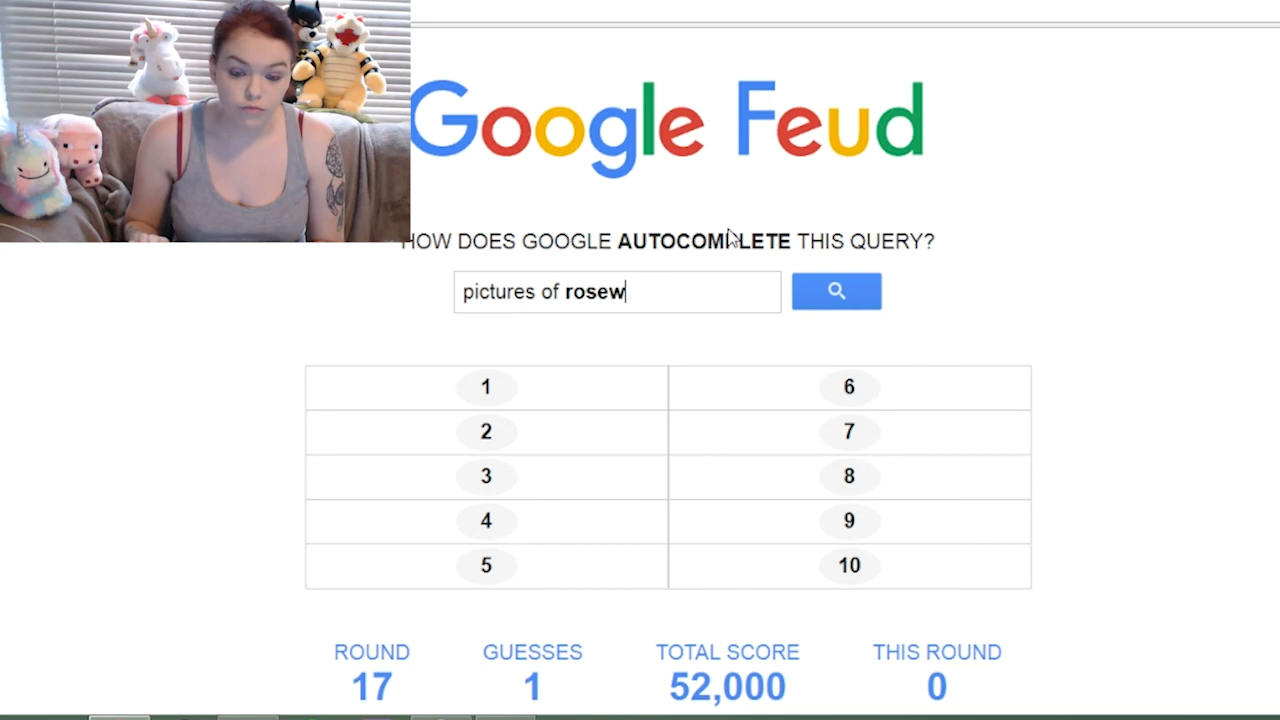 Google Feud
HOW DOES GOOGLE AUTOCOMPLETE THIS QUERY?
pictures of rosew
1 6
2 7
3 8
4 9
5 10
ROUND GUESSES TOTAL SCORE THIS ROUND
17 1 52,000 0